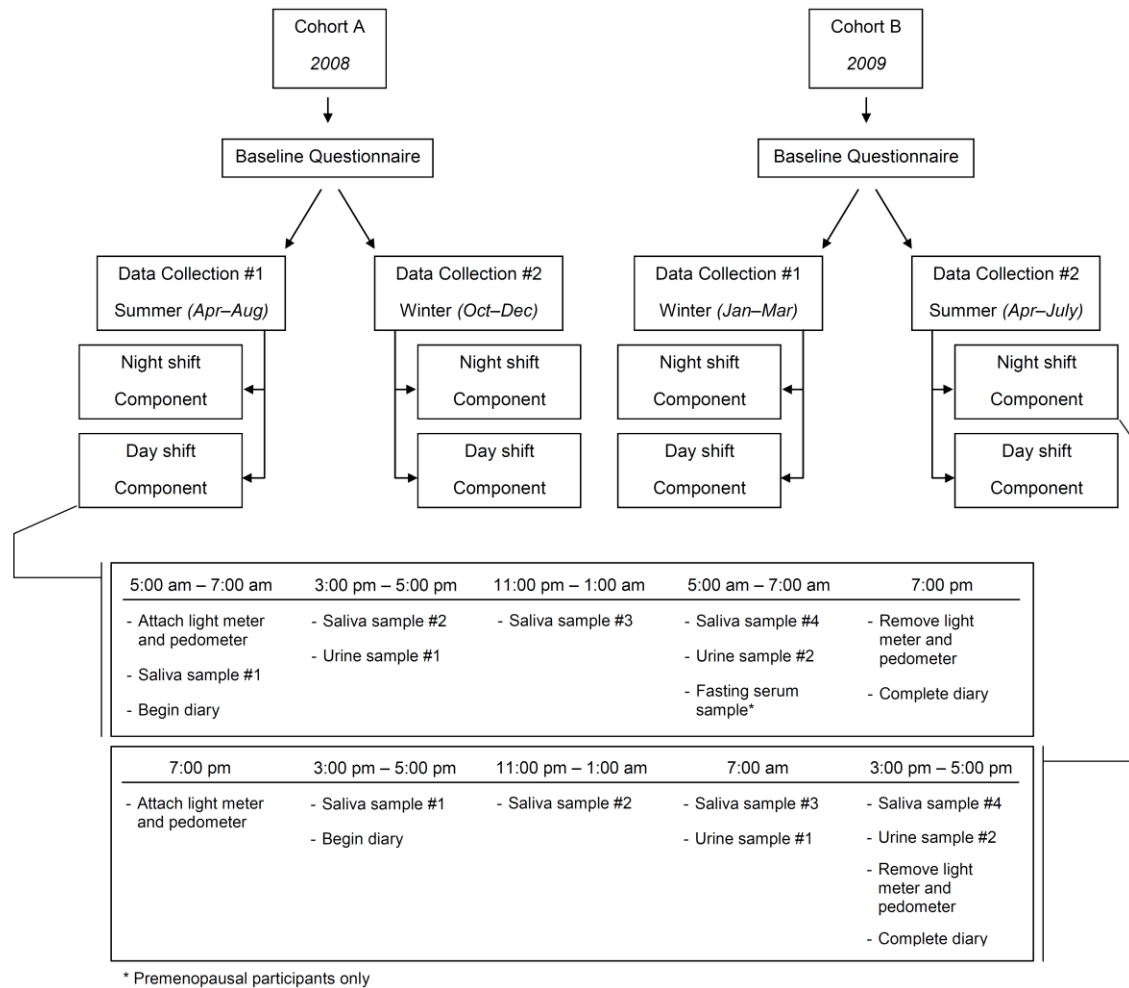 Cohort A
2008
Cohort B
2009
Baseline Questionnaire
Baseline Questionnaire
Data Collection #1
Summer (Apr–Aug)
Data Collection #2
Winter (Oct–Dec)
Data Collection #1
Winter (Jan–Mar)
Data Collection #2
Summer (Apr–July)
Night shift
Component
Night shift
Component
Night shift
Component
Night shift
Component
Day shift
Component
Day shift
Component
Day shift
Component
Day shift
Component
5:00 am – 7:00 am
- Attach light meter
and pedometer
- Saliva sample #1
- Begin diary
3:00 pm – 5:00 pm
- Saliva sample #2
- Urine sample #1
11:00 pm – 1:00 am
- Saliva sample #3
5:00 am – 7:00 am
- Saliva sample #4
- Urine sample #2
- Fasting serum
sample*
7:00 pm
- Remove light
meter and
pedometer
- Complete diary
7:00 pm
- Attach light meter
and pedometer
3:00 pm – 5:00 pm
- Saliva sample #1
- Begin diary
11:00 pm – 1:00 am
- Saliva sample #2
7:00 am
- Saliva sample #3
- Urine sample #1
3:00 pm – 5:00 pm
- Saliva sample #4
- Urine sample #2
- Remove light
meter and
pedometer
- Complete diary
* Premenopausal participants only